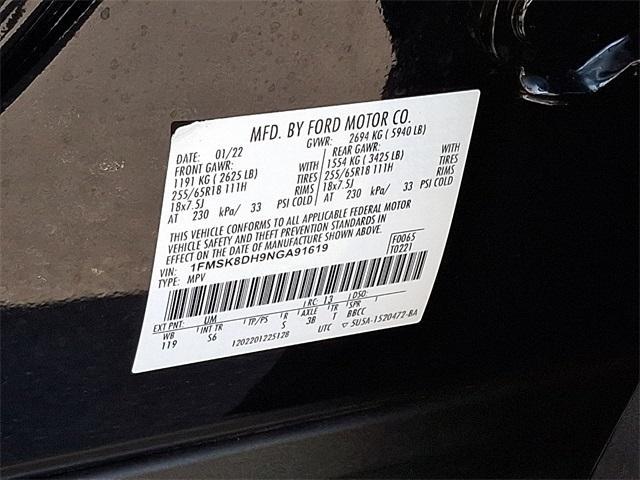 MFD. BY FORD MOTOR CO.
DATE: 01/22 GVWR: 2694 KG ( 5940 LB)
FRONT GAWR: WITH REAR GAWR: WITH
1191 KG ( 2625 LB) TIRES 1554 KG ( 3425 LB) TIRES
255/65R18 111H RIMS 255/65R18 111H RIMS
18x7.5J PSI COLD 18x7.5J PSI COLD
AT 230 kPa/ 33 AT 230 kPa/ 33
THIS VEHICLE CONFORMS TO ALL APPLICABLE FEDERAL MOTOR
VEHICLE SAFETY AND THEFT PREVENTION STANDARDS IN
EFFECT ON THE DATE OF MANUFACTURE SHOWN ABOVE.
VIN: 1FMSK8DH9NGA91619 F0065
TYPE: MPV T0221
EXT PNT: UM RC: 13 DSO:
WB INT TR TP/PS R AXLE TR SPR
119 S6 S 3B T BBCC
1202201225128 UTC ▽ 5U5A-1520472-BA